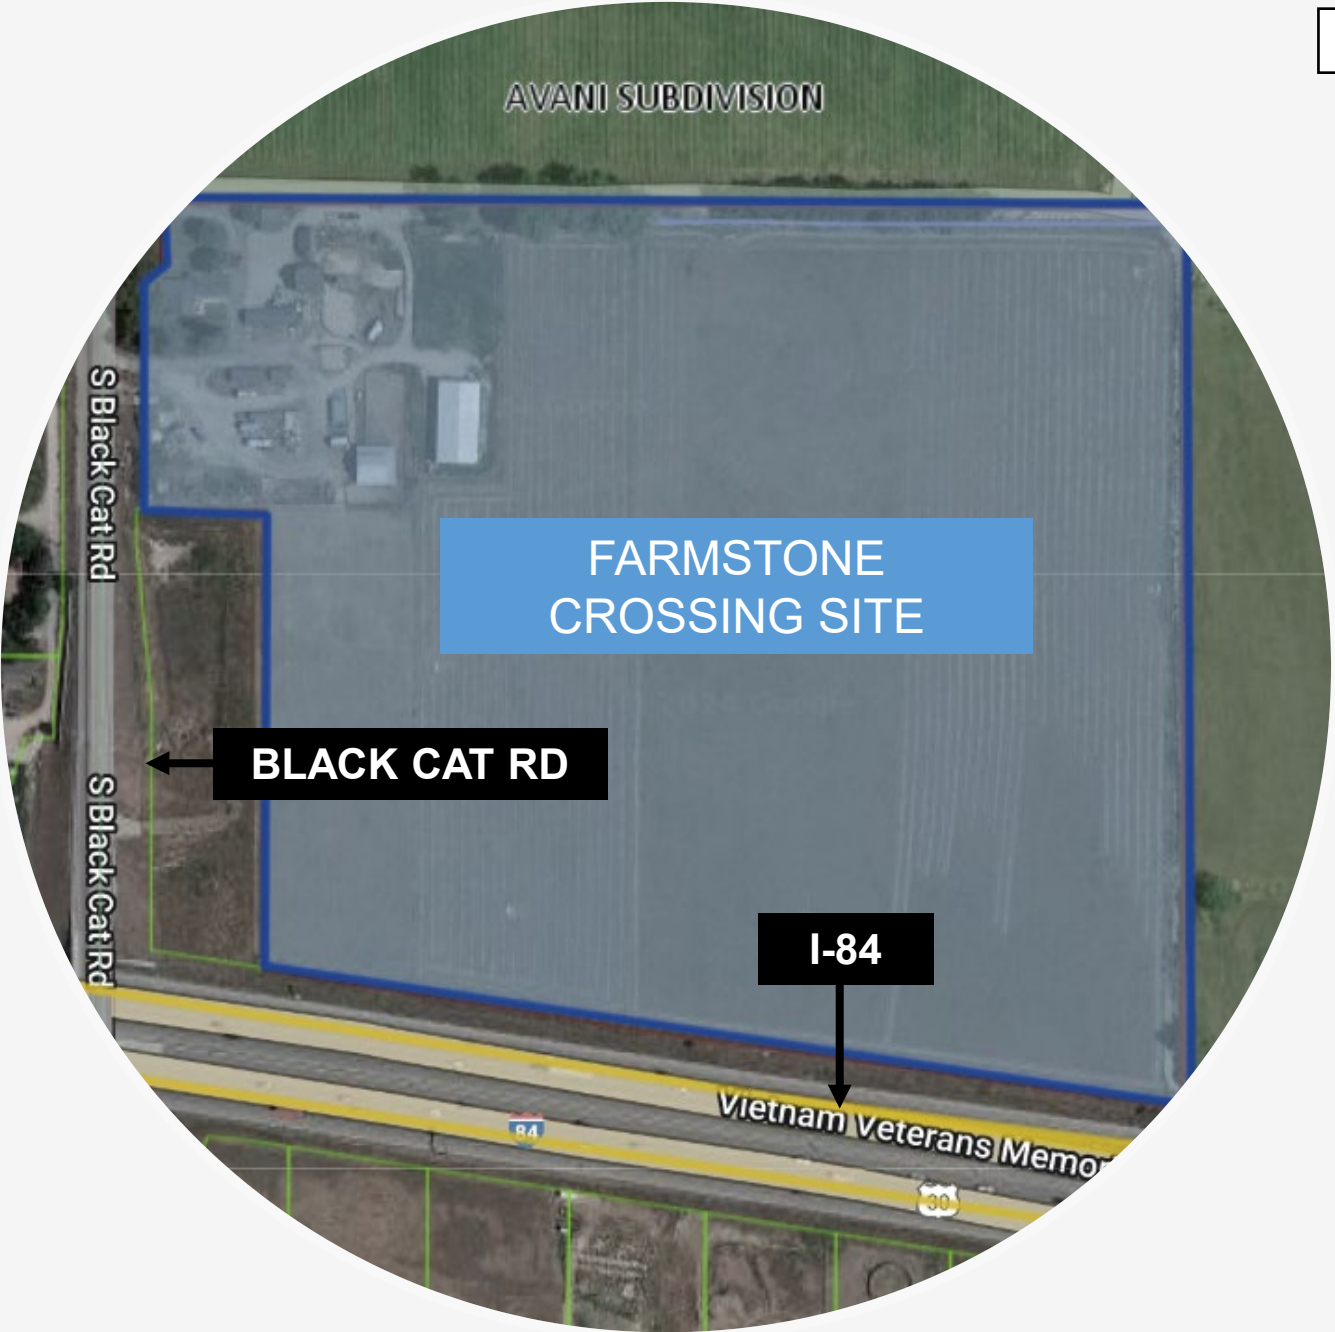 AVANI SUBDIVISION
S Black Cat Rd
FARMSTONE
CROSSING SITE
BLACK CAT RD
S Black Cat Rd
I-84
Vietnam Veterans Memor
84
30